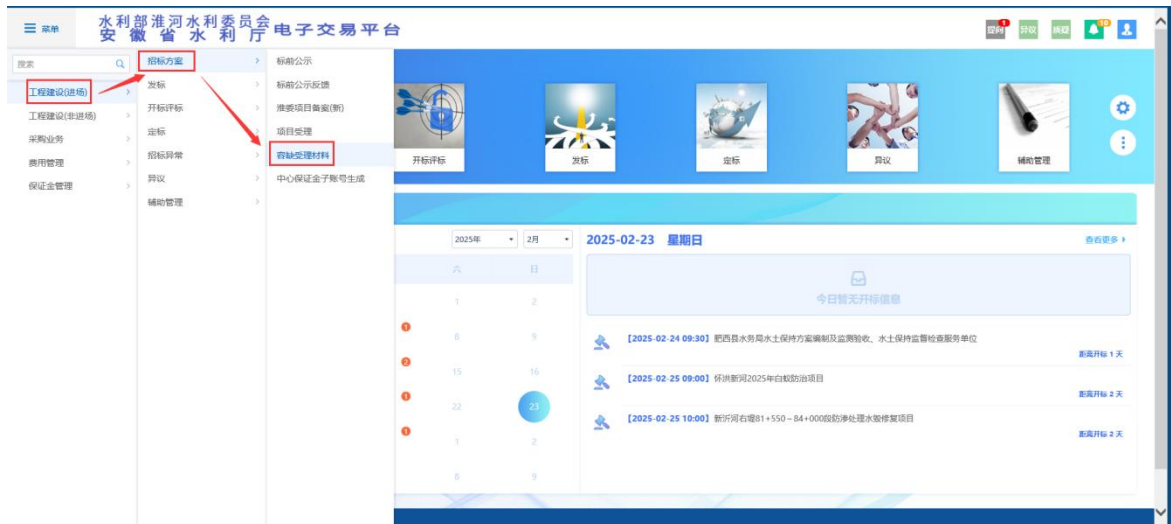 菜单
水利部淮河水利委员会
安徽省水利厅
电子交易平台
提问
异议
质疑
10
搜索
工程建设(进场)
工程建设(非进场)
采购业务
费用管理
保证金管理
招标方案
发标
开标评标
定标
招标异常
异议
辅助管理
标前公示
标前公示反馈
淮委项目备案(新)
项目受理
容缺受理材料
中心保证金子账号生成
开标评标
发标
定标
异议
辅助管理
2025年
2月
六 日
1 2
1 8 9
2 15 16
1 22 23
1 1 2
8 9
2025-02-23 星期日
查看更多
今日暂无开标信息
【2025-02-24 09:30】肥西县水务局水土保持方案编制及监测验收、水土保持监督检查服务单位
距离开标 1 天
【2025-02-25 09:00】怀洪新河2025年白蚁防治项目
距离开标 2 天
【2025-02-25 10:00】新沂河右堤81+550～84+000段防渗处理水毁修复项目
距离开标 2 天